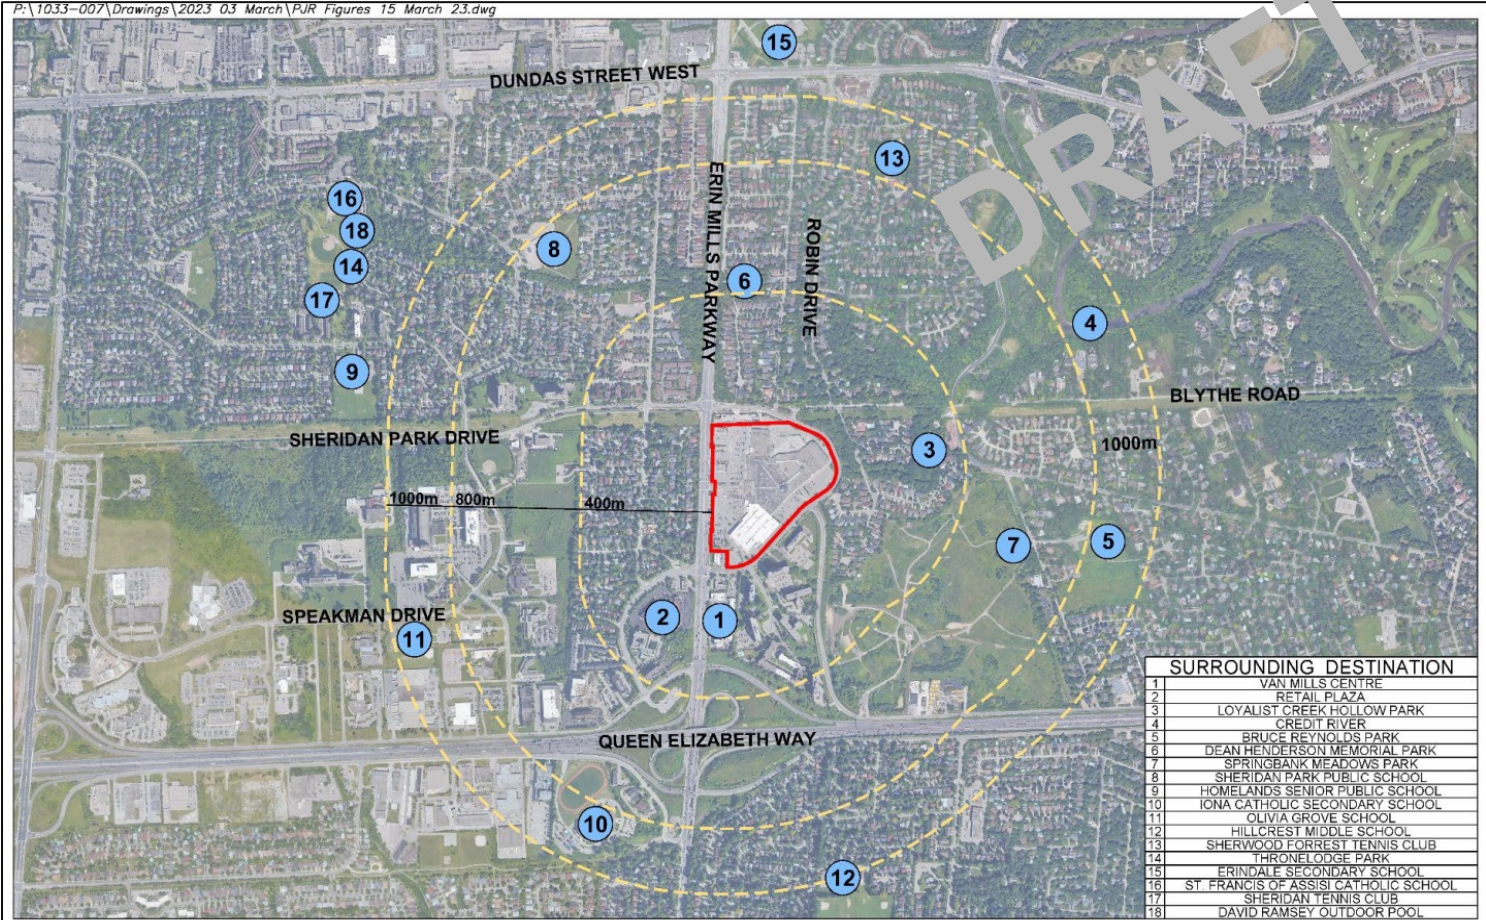 P:\1033-007\Drawings\2023 03 March\PJR Figures 15 March 23.dwg
DRAFT
15
DUNDAS STREET WEST
13
16
ERIN MILLS PARKWAY
ROBIN DRIVE
18
8
14
6
17
4
9
BLYTHE ROAD
SHERIDAN PARK DRIVE
3
1000m
1000m 800m 400m
7
5
2
1
SPEAKMAN DRIVE
11
QUEEN ELIZABETH WAY
10
12
SURROUNDING DESTINATION
1 VAN MILLS CENTRE
2 RETAIL PLAZA
3 LOYALIST CREEK HOLLOW PARK
4 CREDIT RIVER
5 BRUCE REYNOLDS PARK
6 DEAN HENDERSON MEMORIAL PARK
7 SPRINGBANK MEADOWS PARK
8 SHERIDAN PARK PUBLIC SCHOOL
9 HOMELANDS SENIOR PUBLIC SCHOOL
10 IONA CATHOLIC SECONDARY SCHOOL
11 OLIVIA GROVE SCHOOL
12 HILLCREST MIDDLE SCHOOL
13 SHERWOOD FORREST TENNIS CLUB
14 THRONELODGE PARK
15 ERINDALE SECONDARY SCHOOL
16 ST. FRANCIS OF ASSISI CATHOLIC SCHOOL
17 SHERIDAN TENNIS CLUB
18 DAVID RAMSEY OUTDOOR POOL